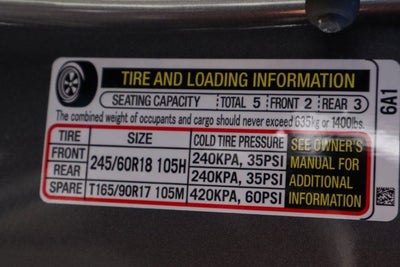 TIRE AND LOADING INFORMATION
SEATING CAPACITY TOTAL 5 FRONT 2 REAR 3
The combined weight of occupants and cargo should never exceed 635kg or 1400lbs.
TIRE SIZE COLD TIRE PRESSURE
FRONT 245/60R18 105H 240KPA, 35PSI
REAR 240KPA, 35PSI
SPARE T165/90R17 105M 420KPA, 60PSI
SEE OWNER'S
MANUAL FOR
ADDITIONAL
INFORMATION
6A1